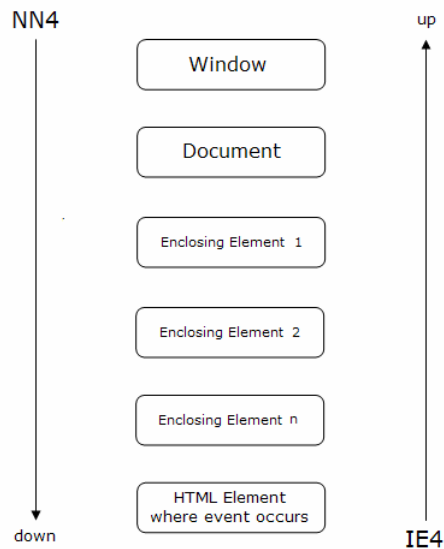 NN4
up
Window
Document
Enclosing Element 1
Enclosing Element 2
Enclosing Element n
HTML Element
where event occurs
down
IE4